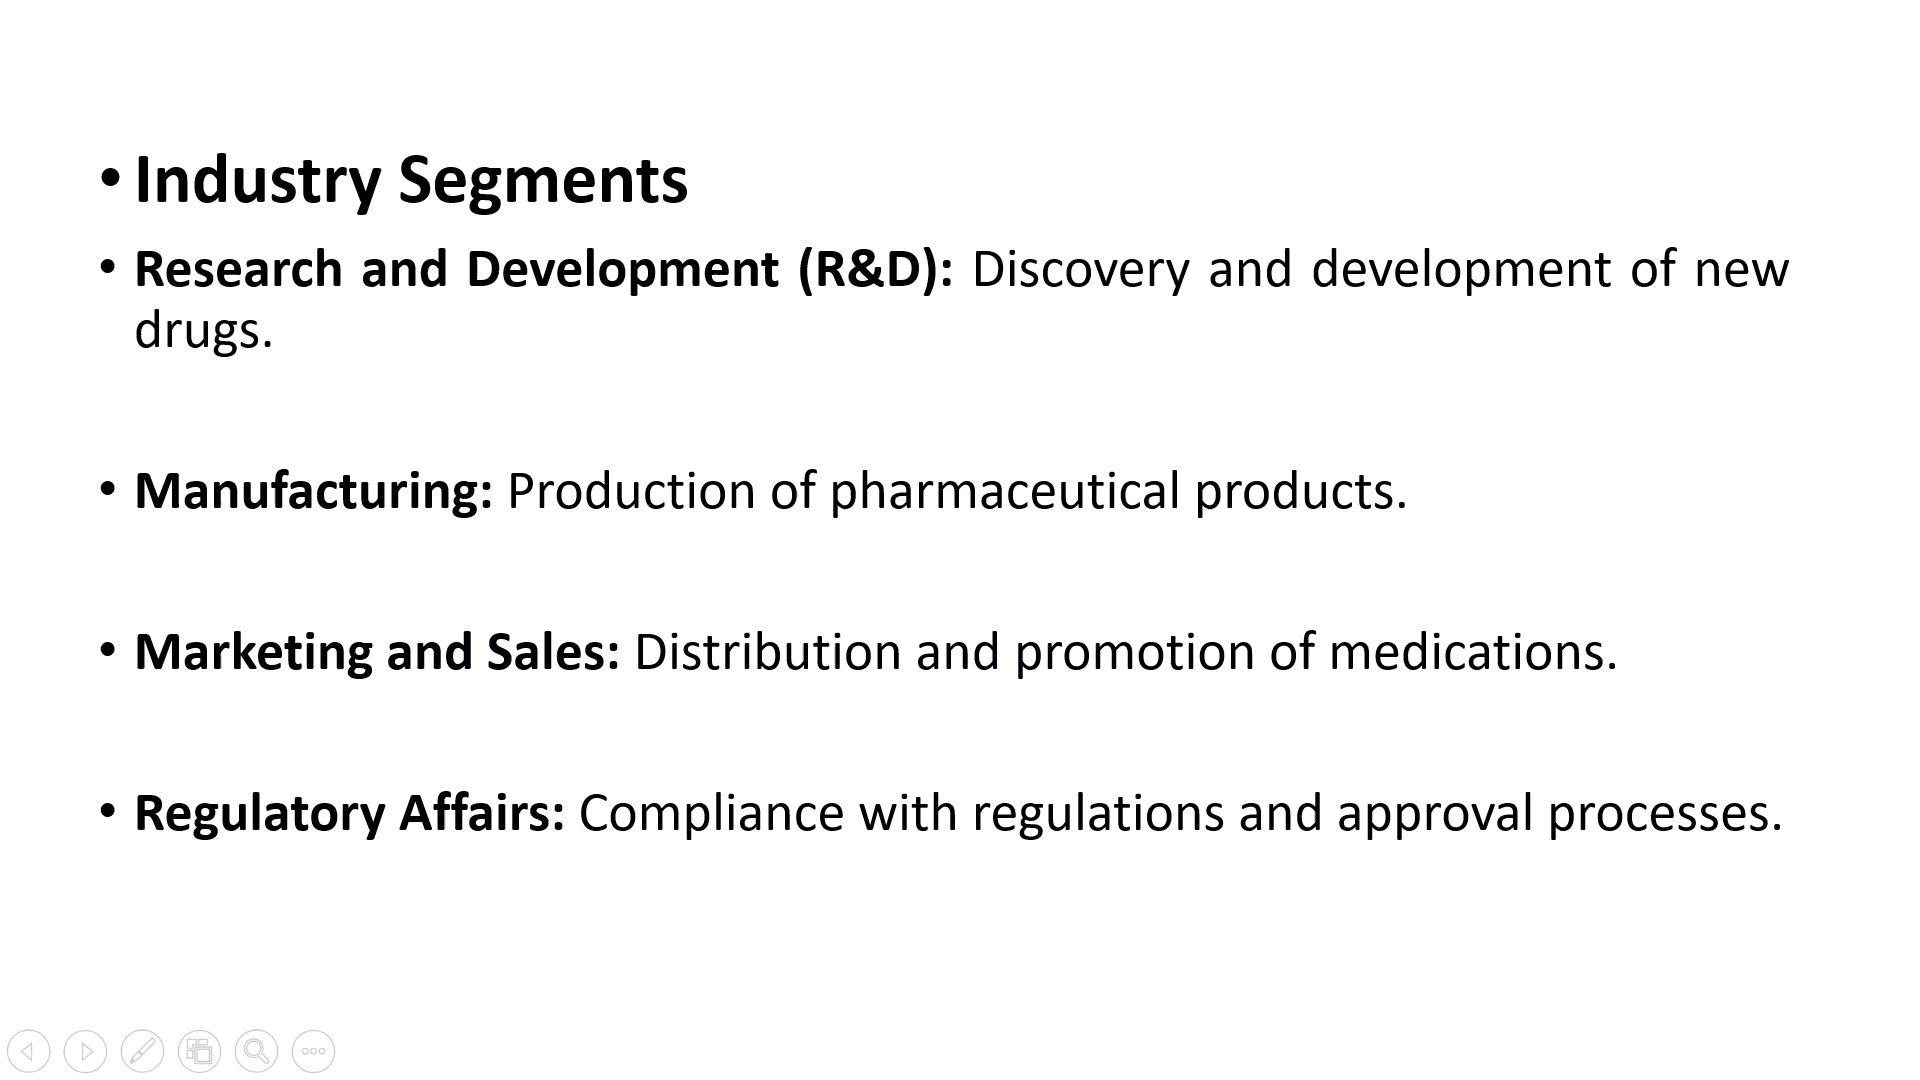 • Industry Segments
• Research and Development (R&D): Discovery and development of new
drugs.
• Manufacturing: Production of pharmaceutical products.
• Marketing and Sales: Distribution and promotion of medications.
• Regulatory Affairs: Compliance with regulations and approval processes.